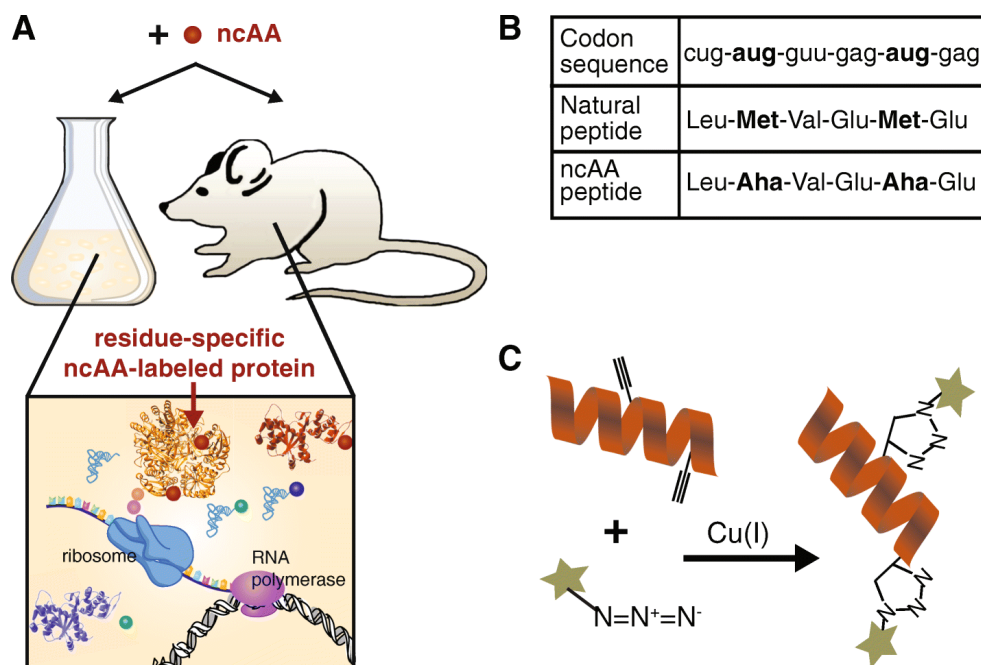 A
+ ncAA
residue-specific
ncAA-labeled protein
ribosome
RNA
polymerase
B
Codon
sequence
cug-aug-guu-gag-aug-gag
Natural
peptide
Leu-Met-Val-Glu-Met-Glu
ncAA
peptide
Leu-Aha-Val-Glu-Aha-Glu
C
+
Cu(I)
N=N⁺=N⁻
N
N
N
N
N
N